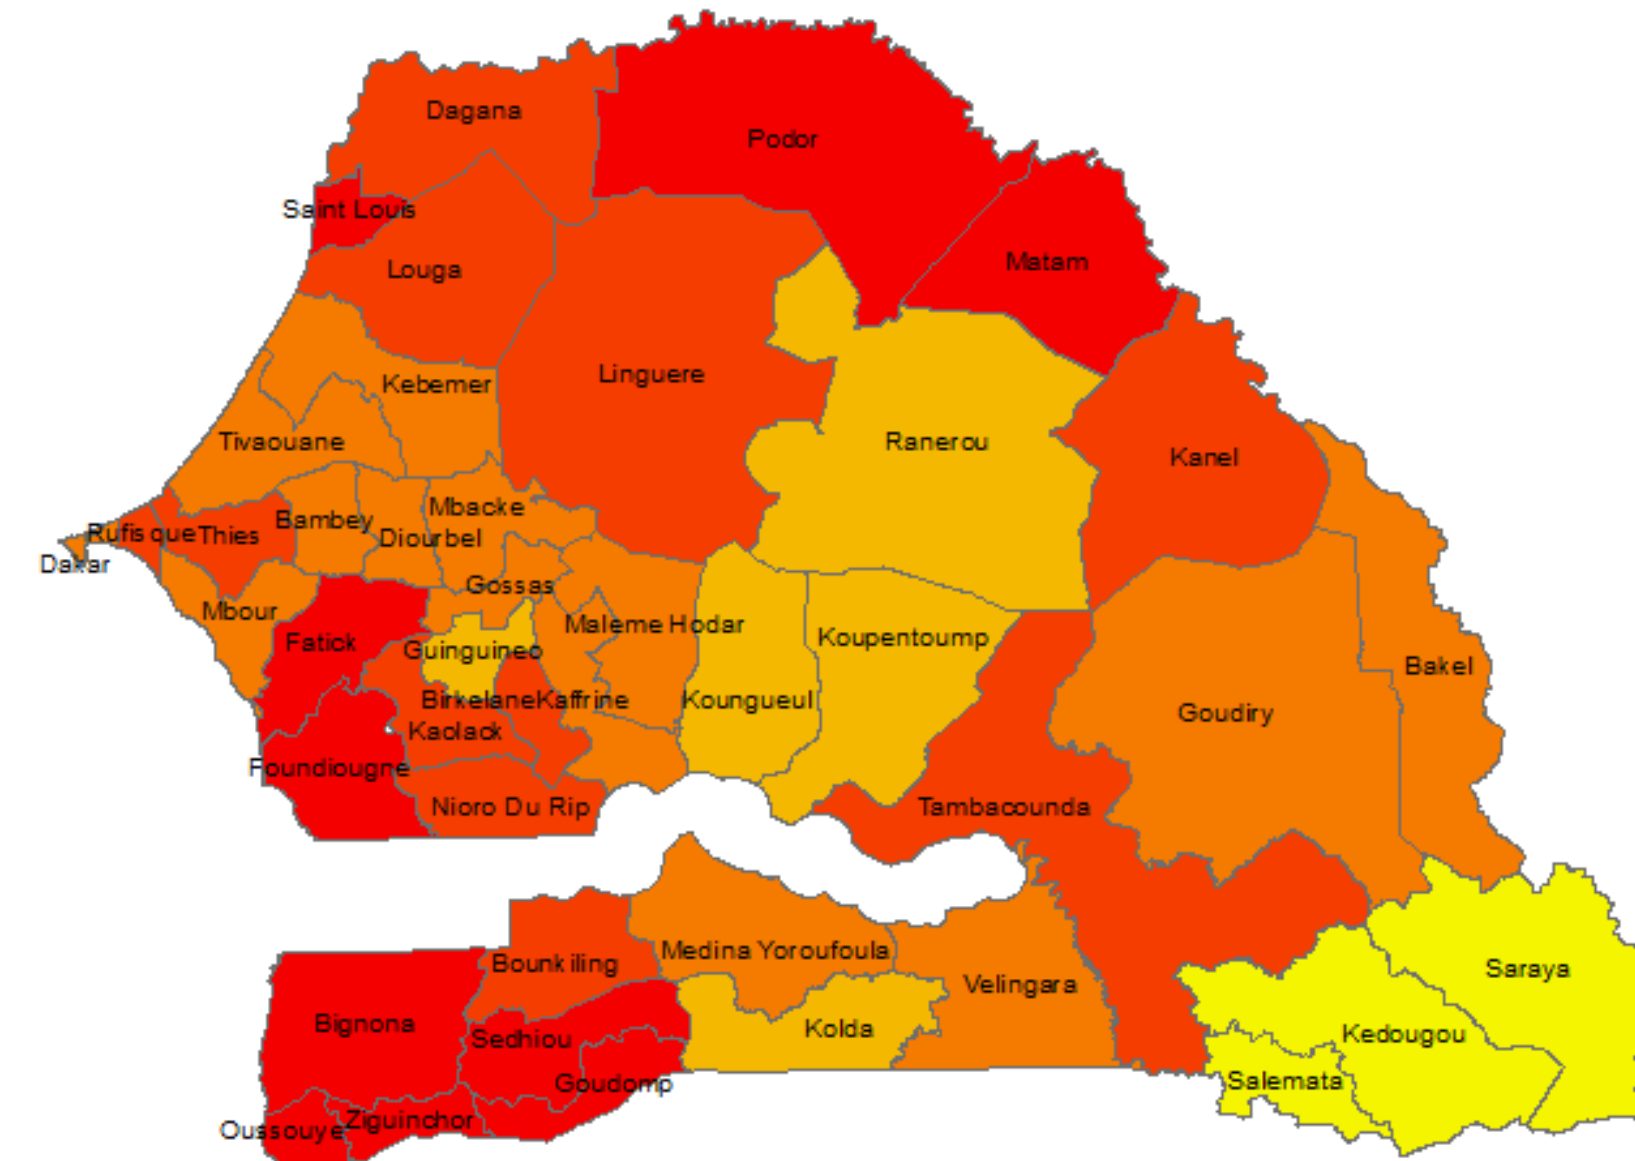 Dagana
Podor
Saint Louis
Matam
Louga
Linguere
Kebemer
Tivaouane
Ranerou
Kanel
Mbacke
Bambey
Rufisque
Thies
Diourbel
Dakar
Gossas
Mbour
Maleme Hodar
Fatick
Koupentoump
Guinguineo
Bakel
Birkelane
Kaffrine
Koungueul
Goudiry
Kaolack
Foundiougne
Nioro Du Rip
Tambacounda
Medina Yoroufoula
Bounkiling
Saraya
Velingara
Bignona
Kolda
Kedougou
Sedhiou
Salemata
Goudomp
Ziguinchor
Oussouye